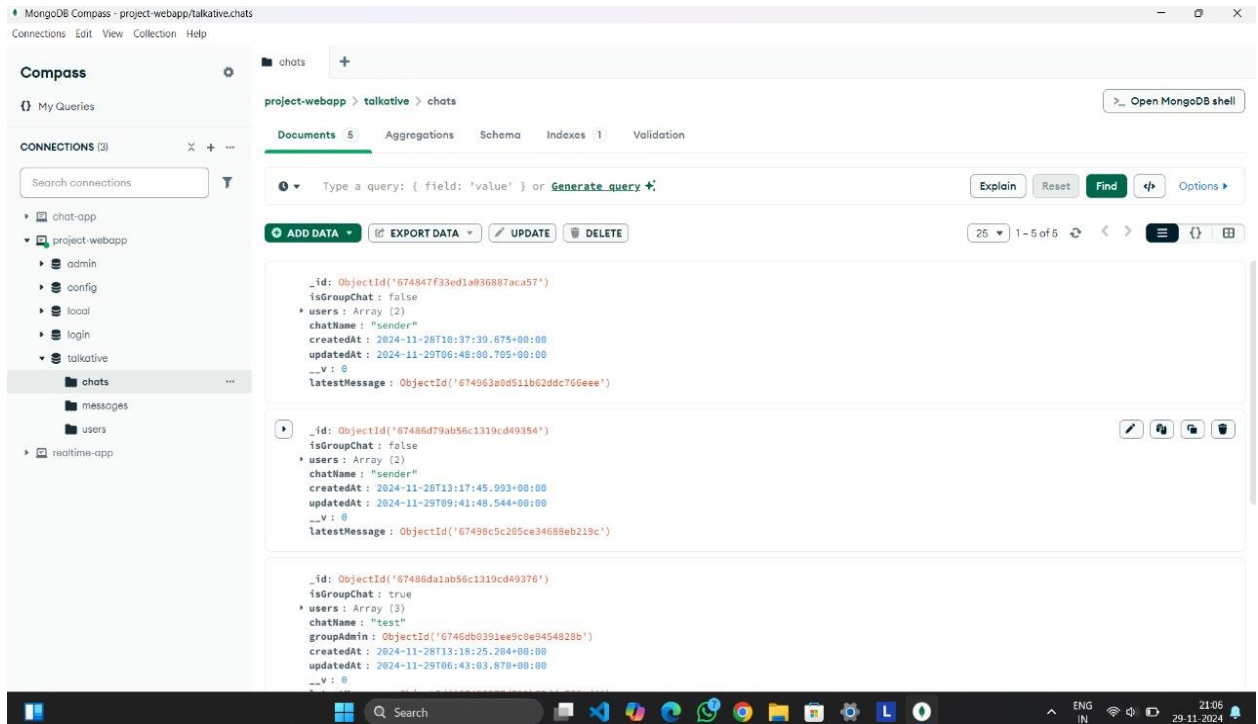 MongoDB Compass - project-webapp/talkative.chats
Connections Edit View Collection Help
Compass
{} My Queries
CONNECTIONS (3)
Search connections
chat-app
project-webapp
admin
config
local
login
talkative
chats
messages
users
realtime-app
chats
project-webapp > talkative > chats
>_ Open MongoDB shell
Documents 5 Aggregations Schema Indexes 1 Validation
Type a query: { field: 'value' } or Generate query
Explain Reset Find </> Options
ADD DATA EXPORT DATA UPDATE DELETE
25 1 – 5 of 5 {}
_id: ObjectId('674847f33ed1a036887aca57')
isGroupChat : false
users : Array (2)
chatName : "sender"
createdAt : 2024-11-28T10:37:39.675+00:00
updatedAt : 2024-11-29T06:48:00.705+00:00
__v : 0
latestMessage : ObjectId('674963a0d511b62ddc766eee')
_id: ObjectId('67486d79ab56c1319cd49354')
isGroupChat : false
users : Array (2)
chatName : "sender"
createdAt : 2024-11-28T13:17:45.993+00:00
updatedAt : 2024-11-29T09:41:48.544+00:00
__v : 0
latestMessage : ObjectId('67498c5c205ce34688eb219c')
_id: ObjectId('67486da1ab56c1319cd49376')
isGroupChat : true
users : Array (3)
chatName : "test"
groupAdmin : ObjectId('6746db0391ee9c0e9454828b')
createdAt : 2024-11-28T13:18:25.204+00:00
updatedAt : 2024-11-29T06:43:03.870+00:00
__v : 0
Search
L
ENG
IN
21:06
29-11-2024